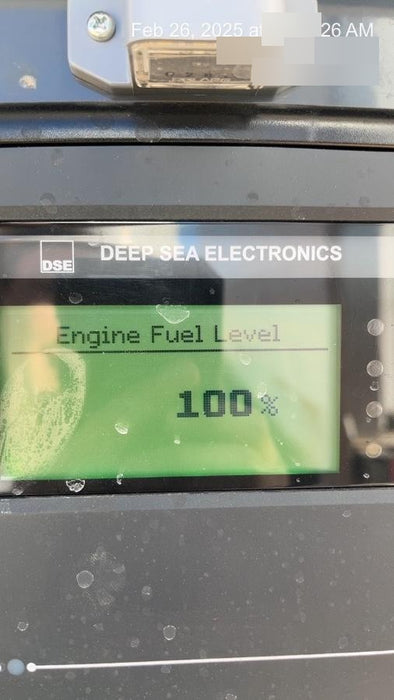 Feb 26, 2025 at 26 AM
DEEP SEA ELECTRONICS
DSE
Engine Fuel Level
100%